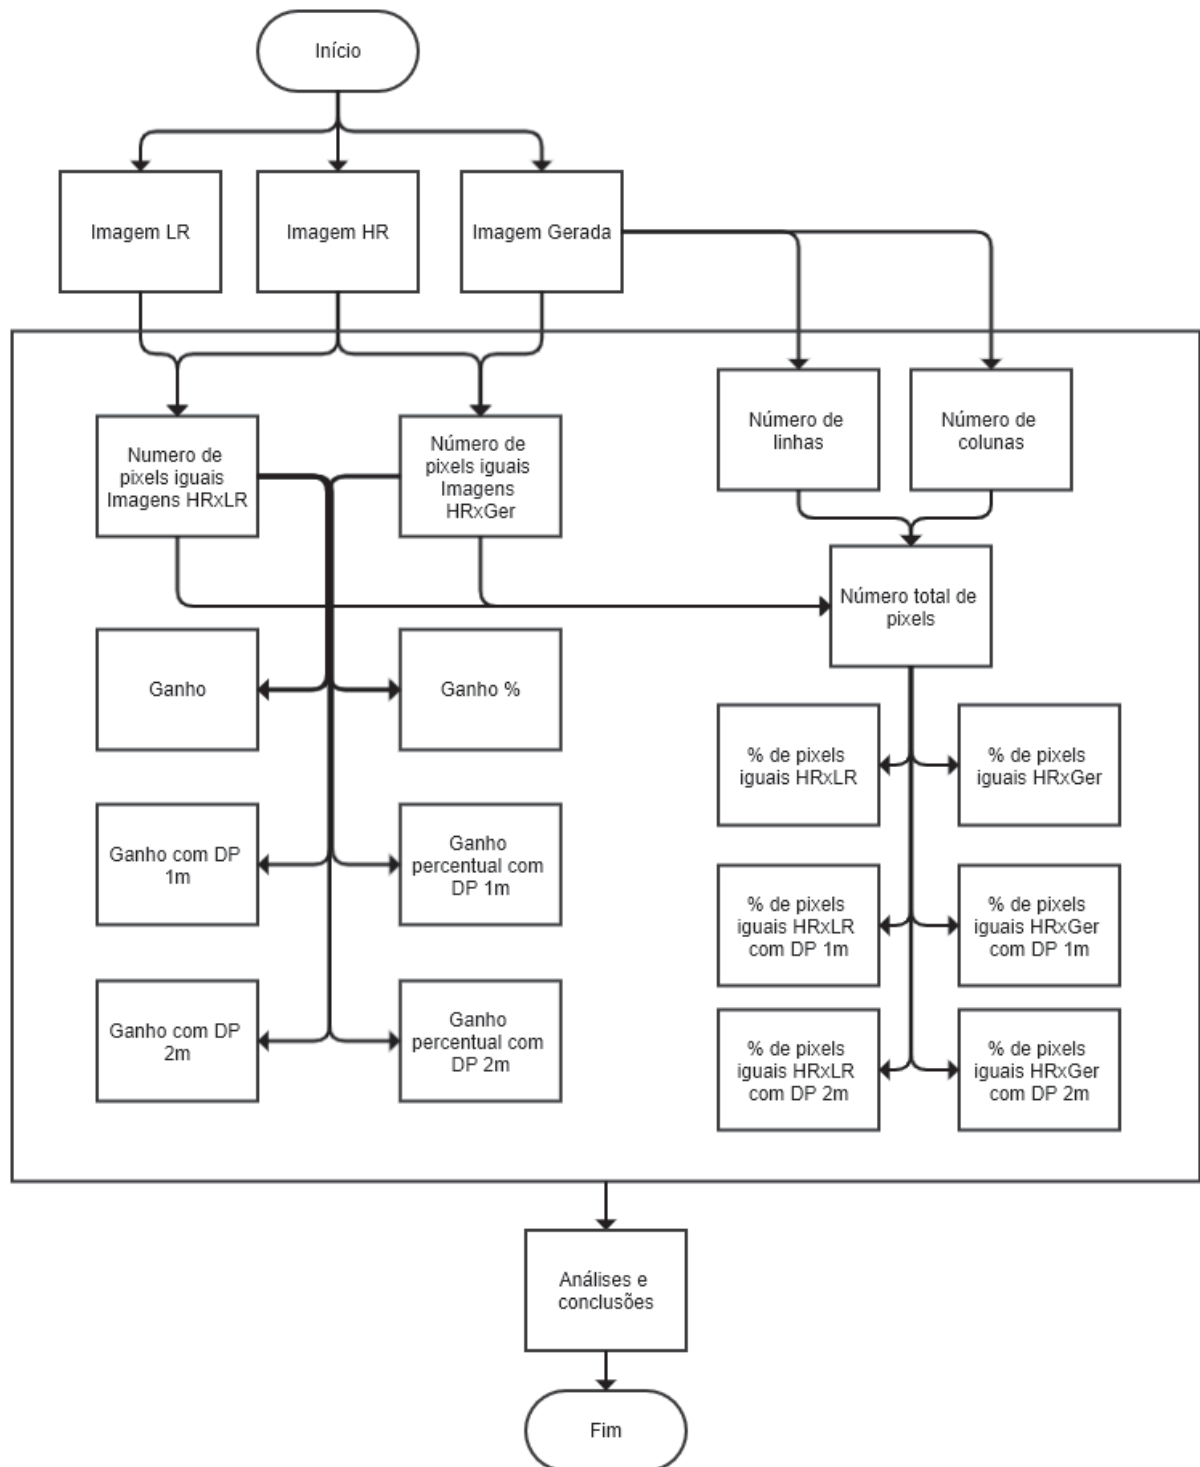 Início
Imagem LR
Imagem HR
Imagem Gerada
Numero de
pixels iguais
Imagens HRxLR
Número de
pixels iguais
Imagens
HRxGer
Número de
linhas
Número de
colunas
Número total de
pixels
Ganho
Ganho %
Ganho com DP
1m
Ganho
percentual com
DP 1m
Ganho com DP
2m
Ganho
percentual com
DP 2m
% de pixels
iguais HRxLR
% de pixels
iguais HRxGer
% de pixels
iguais HRxLR
com DP 1m
% de pixels
iguais HRxGer
com DP 1m
% de pixels
iguais HRxLR
com DP 2m
% de pixels
iguais HRxGer
com DP 2m
Análises e
conclusões
Fim